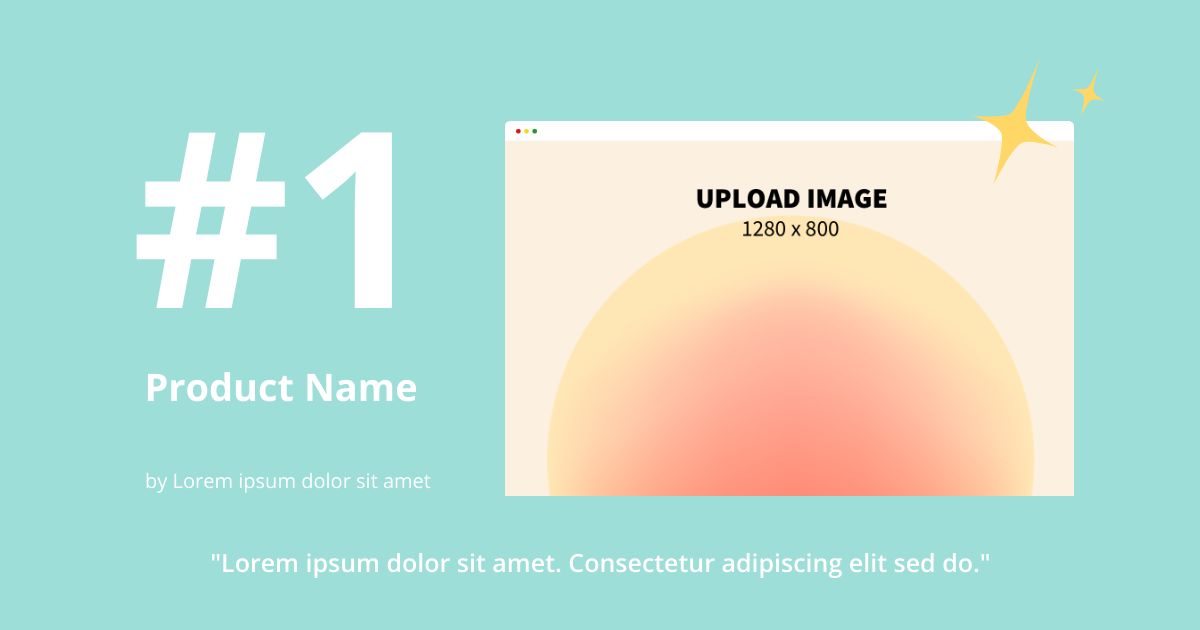 #1
Product Name
by Lorem ipsum dolor sit amet
UPLOAD IMAGE
1280 x 800
"Lorem ipsum dolor sit amet. Consectetur adipiscing elit sed do."